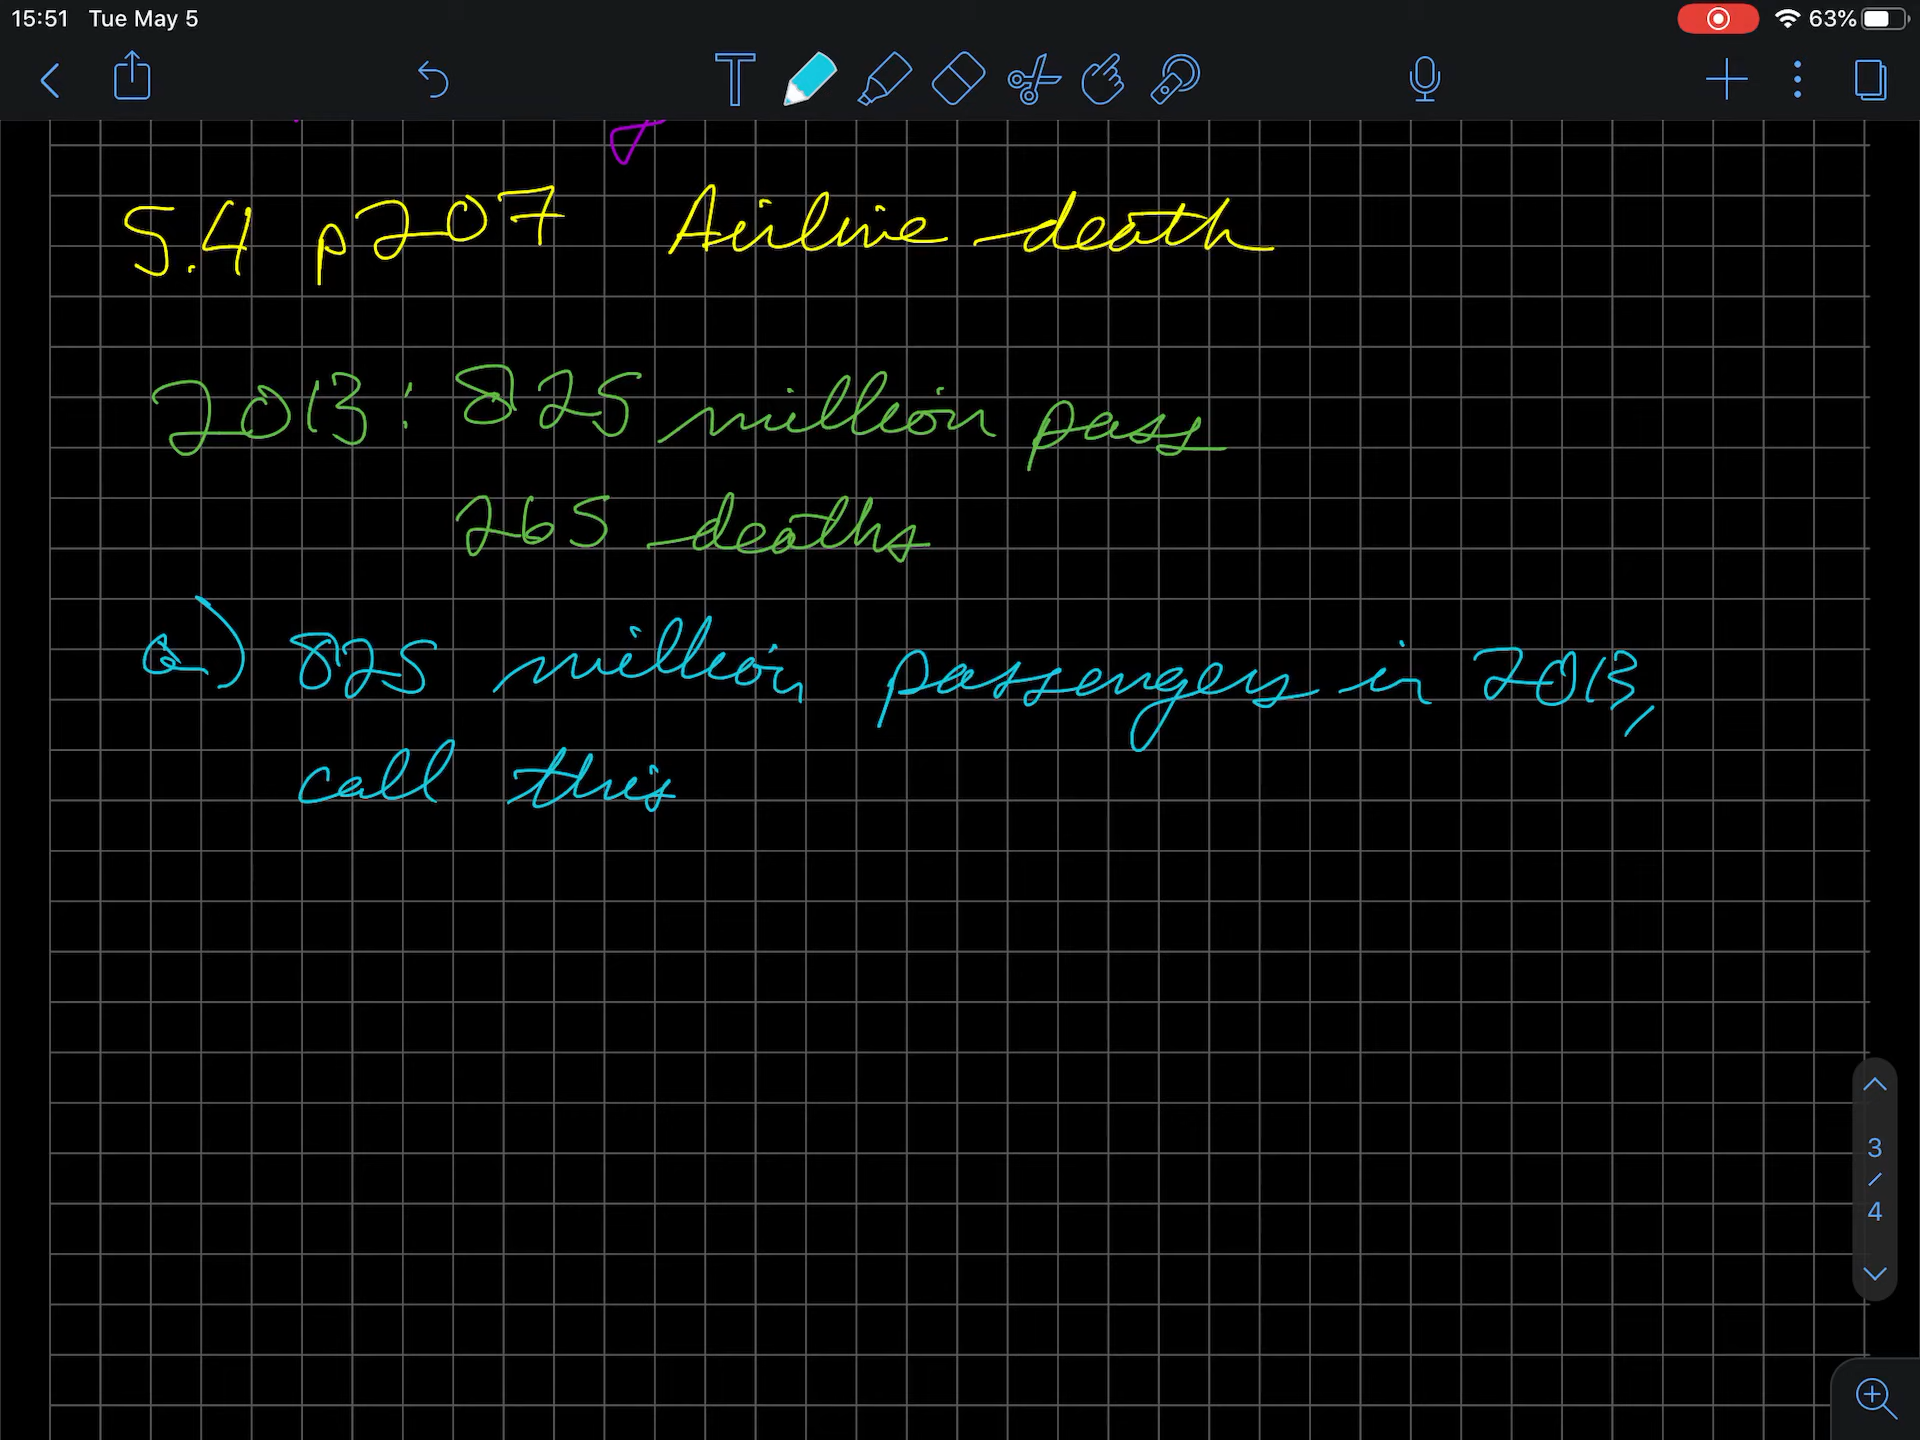 15:51 Tue May 5 63%
T
5.4 p207 Airline death
2013: 825 million pass
265 deaths
a) 825 million passengers in 2013,
call this
3
/
4